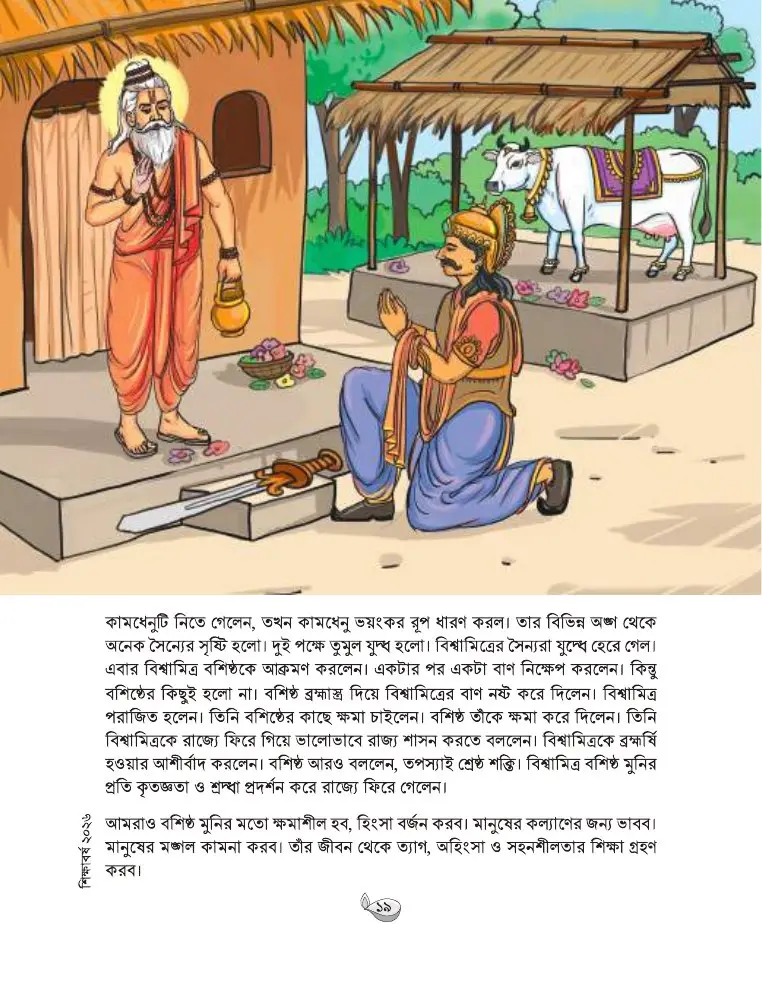 কামধেনুটি নিতে গেলেন, তখন কামধেনু ভয়ংকর রূপ ধারণ করল। তার বিভিন্ন অঙ্গ থেকে
অনেক সৈন্যের সৃষ্টি হলো। দুই পক্ষে তুমুল যুদ্ধ হলো। বিশ্বামিত্রের সৈন্যরা যুদ্ধে হেরে গেল।
এবার বিশ্বামিত্র বশিষ্ঠকে আক্রমণ করলেন। একটার পর একটা বাণ নিক্ষেপ করলেন। কিন্তু
বশিষ্ঠের কিছুই হলো না। বশিষ্ঠ ব্রহ্মাস্ত্র দিয়ে বিশ্বামিত্রের বাণ নষ্ট করে দিলেন। বিশ্বামিত্র
পরাজিত হলেন। তিনি বশিষ্ঠের কাছে ক্ষমা চাইলেন। বশিষ্ঠ তাঁকে ক্ষমা করে দিলেন। তিনি
বিশ্বামিত্রকে রাজ্যে ফিরে গিয়ে ভালোভাবে রাজ্য শাসন করতে বললেন। বিশ্বামিত্রকে ব্রহ্মর্ষি
হওয়ার আশীর্বাদ করলেন। বশিষ্ঠ আরও বললেন, তপস্যাই শ্রেষ্ঠ শক্তি। বিশ্বামিত্র বশিষ্ঠ মুনির
প্রতি কৃতজ্ঞতা ও শ্রদ্ধা প্রদর্শন করে রাজ্যে ফিরে গেলেন।
আমরাও বশিষ্ঠ মুনির মতো ক্ষমাশীল হব, হিংসা বর্জন করব। মানুষের কল্যাণের জন্য ভাবব।
মানুষের মঙ্গল কামনা করব। তাঁর জীবন থেকে ত্যাগ, অহিংসা ও সহনশীলতার শিক্ষা গ্রহণ
করব।
শিক্ষাবর্ষ ২০২৬
১৯